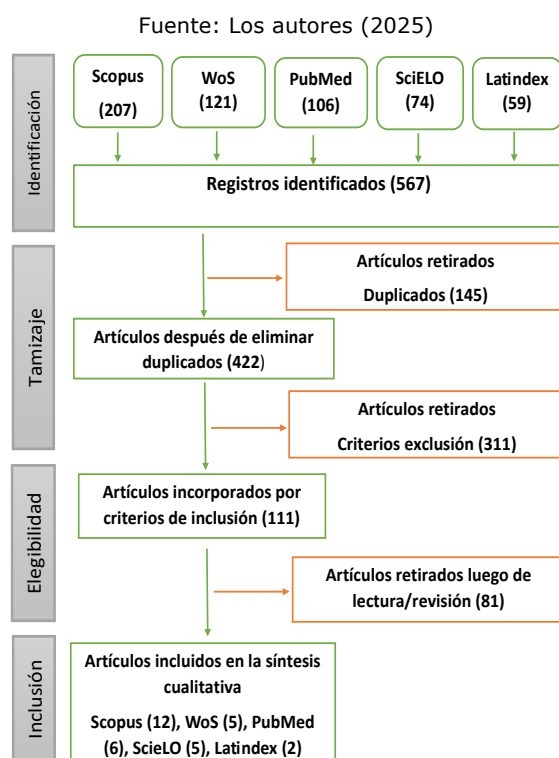 Fuente: Los autores (2025)
Identificación
Scopus
(207)
WoS
(121)
PubMed
(106)
SciELO
(74)
Latindex
(59)
Registros identificados (567)
Tamizaje
Artículos retirados
Duplicados (145)
Artículos después de eliminar
duplicados (422)
Artículos retirados
Criterios exclusión (311)
Elegibilidad
Artículos incorporados por
criterios de inclusión (111)
Artículos retirados luego de
lectura/revisión (81)
Inclusión
Artículos incluidos en la síntesis
cualitativa
Scopus (12), WoS (5), PubMed
(6), ScieLO (5), Latindex (2)